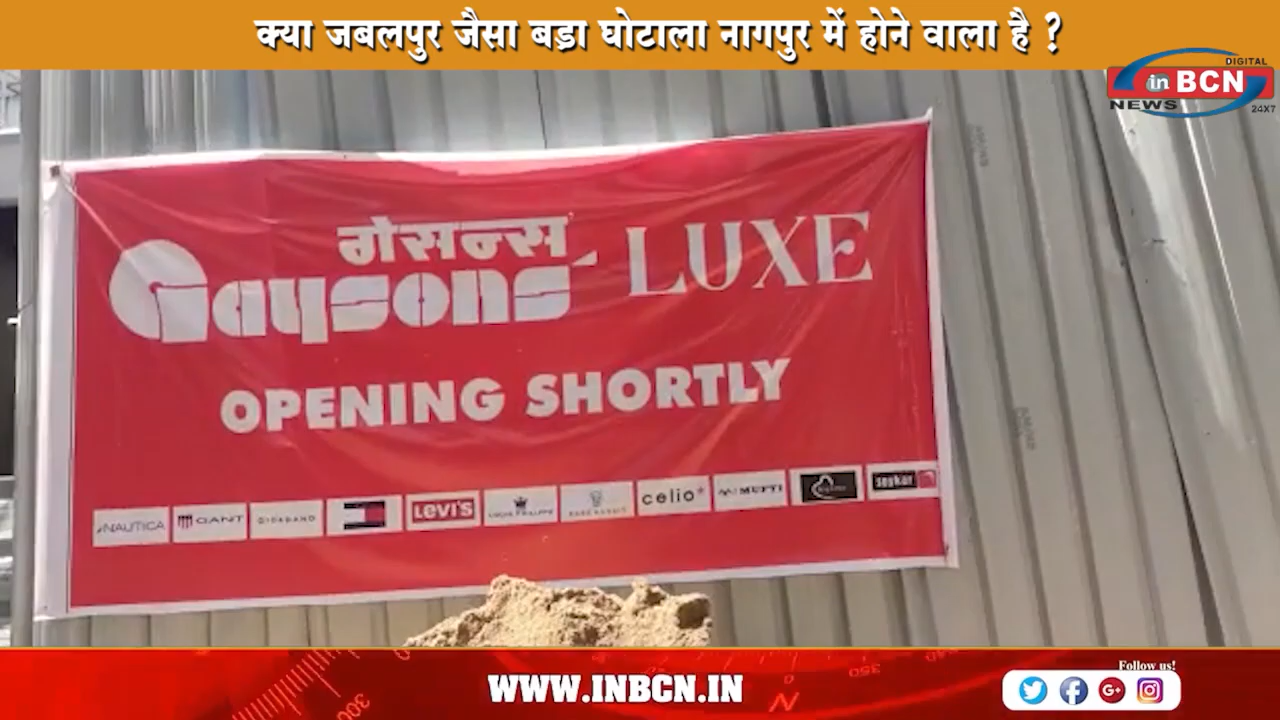 क्या जबलपुर जैसा बड़ा घोटाला नागपुर में होने वाला है ?
DIGITAL
in BCN
NEWS 24X7
गेसन्स
Gaysons LUXE
OPENING SHORTLY
NAUTICA GANT GIORDANO LEVI'S LOUIS PHILIPPE celio* MUFTI spykar
WWW.INBCN.IN
Follow us!